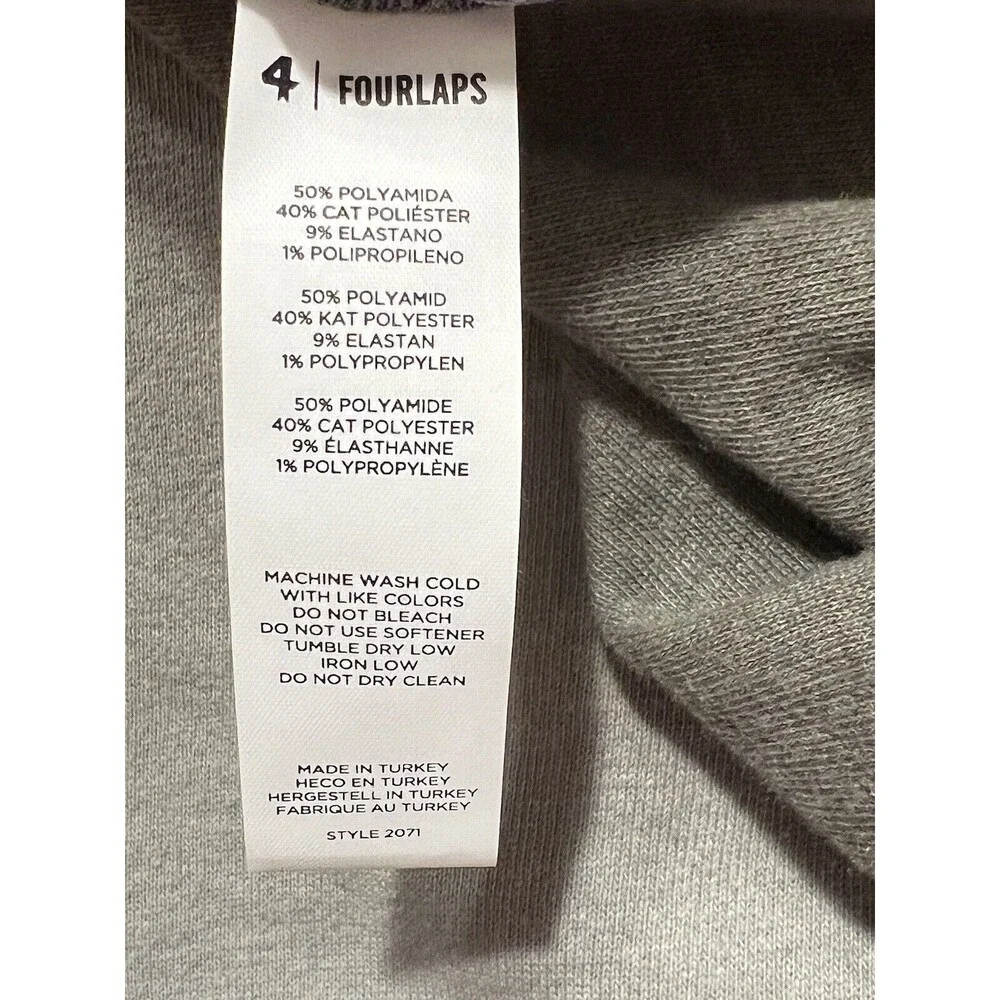 4 | FOURLAPS
50% POLYAMIDA
40% CAT POLIÉSTER
9% ELASTANO
1% POLIPROPILENO
50% POLYAMID
40% KAT POLYESTER
9% ELASTAN
1% POLYPROPYLEN
50% POLYAMIDE
40% CAT POLYESTER
9% ÉLASTHANNE
1% POLYPROPYLÈNE
MACHINE WASH COLD
WITH LIKE COLORS
DO NOT BLEACH
DO NOT USE SOFTENER
TUMBLE DRY LOW
IRON LOW
DO NOT DRY CLEAN
MADE IN TURKEY
HECO EN TURKEY
HERGESTELL IN TURKEY
FABRIQUE AU TURKEY
STYLE 2071